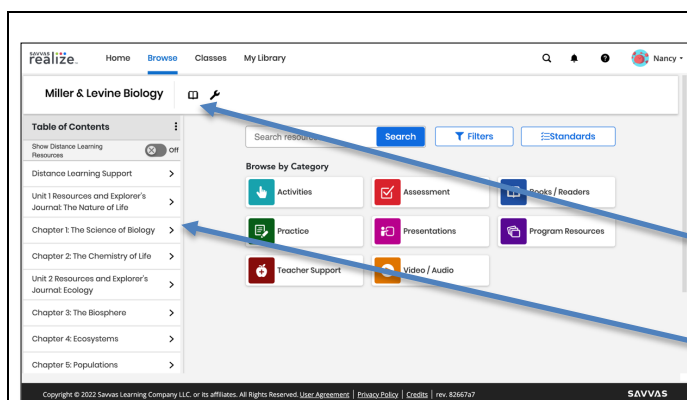 savvas realize. Home Browse Classes My Library Nancy
Miller & Levine Biology
Table of Contents
Show Distance Learning
Resources
Off
Distance Learning Support
Unit 1 Resources and Explorer's
Journal: The Nature of Life
Chapter 1: The Science of Biology
Chapter 2: The Chemistry of Life
Unit 2 Resources and Explorer's
Journal: Ecology
Chapter 3: The Biosphere
Chapter 4: Ecosystems
Chapter 5: Populations
Search resources Search Filters Standards
Browse by Category
Activities Assessment Books / Readers
Practice Presentations Program Resources
Teacher Support Video / Audio
Copyright © 2022 Savvas Learning Company LLC. or its affiliates. All Rights Reserved. User Agreement | Privacy Policy | Credits | rev. 82667a7 SAVVAS